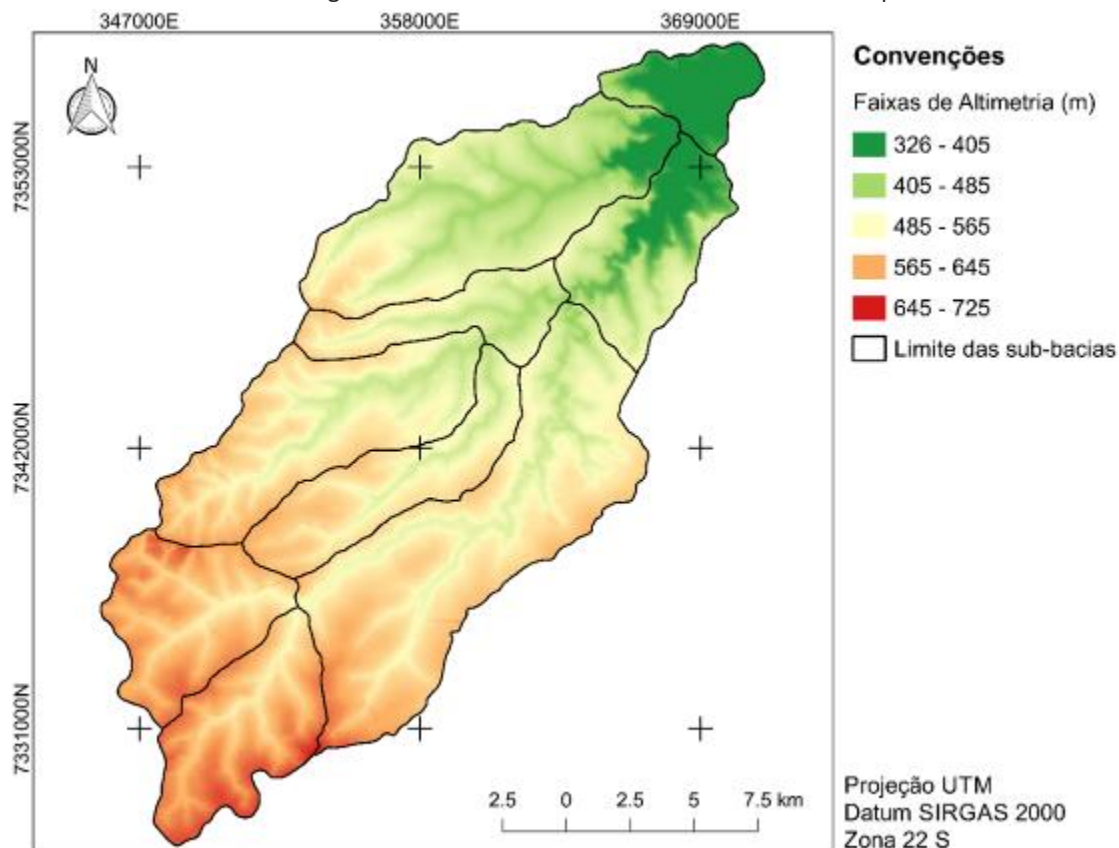 347000E 358000E 369000E
N
7353000N
7342000N
7331000N
Convenções
Faixas de Altimetria (m)
326 - 405
405 - 485
485 - 565
565 - 645
645 - 725
Limite das sub-bacias
2.5 0 2.5 5 7.5 km
Projeção UTM
Datum SIRGAS 2000
Zona 22 S